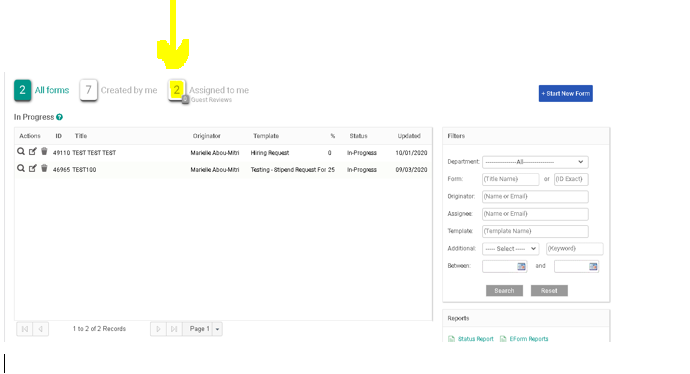 2 All forms 7 Created by me 2 Assigned to me
Guest Reviews
+ Start New Form
In Progress ?
Actions ID Title Originator Template % Status Updated
49110 TEST TEST TEST Marielle Abou-Mitri Hiring Request 0 In-Progress 10/01/2020
46965 TEST100 Marielle Abou-Mitri Testing - Stipend Request For 25 In-Progress 09/03/2020
1 to 2 of 2 Records Page 1
Filters
Department: ----------------All----------------
Form: (Title Name) or (ID Exact)
Originator: (Name or Email)
Assignee: (Name or Email)
Template: (Template Name)
Additional: ----- Select ----- (Keyword)
Between: and
Search Reset
Reports
Status Report EForm Reports